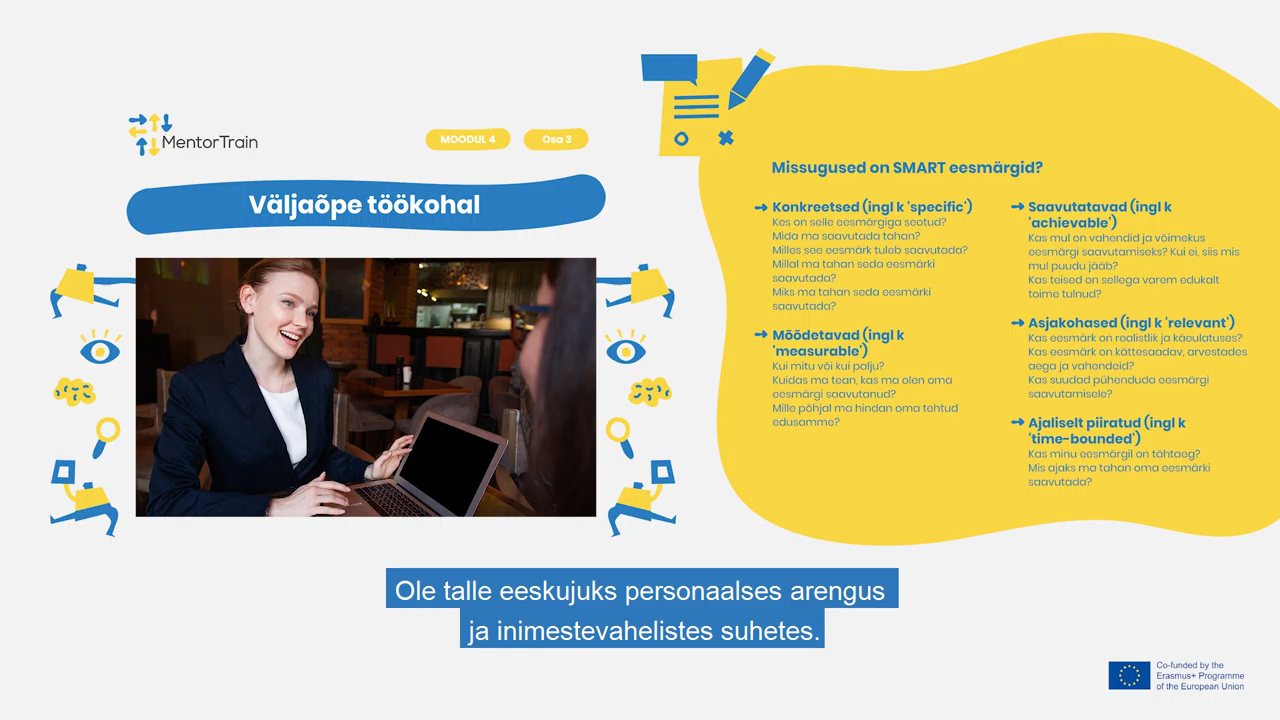 MentorTrain
MOODUL 4
Osa 3
Väljaõpe töökohal
Missugused on SMART eesmärgid?
Konkreetsed (ingl k 'specific')
Kes on selle eesmärgiga seotud?
Mida ma saavutada tahan?
Milles see eesmärk tuleb saavutada?
Millal ma tahan seda eesmärki
saavutada?
Miks ma tahan seda eesmärki
saavutada?
Mõõdetavad (ingl k
'measurable')
Kui mitu või kui palju?
Kuidas ma tean, kas ma olen oma
eesmärgi saavutanud?
Mille põhjal ma hindan oma tehtud
edusamme?
Saavutatavad (ingl k
'achievable')
Kas mul on vahendid ja võimekus
eesmärgi saavutamiseks? Kui ei, siis mis
mul puudu jääb?
Kas teised on sellega varem edukalt
toime tulnud?
Asjakohased (ingl k 'relevant')
Kas eesmärk on realistlik ja käeulatuses?
Kas eesmärk on kättesaadav, arvestades
aega ja vahendeid?
Kas suudad pühenduda eesmärgi
saavutamisele?
Ajaliselt piiratud (ingl k
'time-bounded')
Kas minu eesmärgil on tähtaeg?
Mis ajaks ma tahan oma eesmärki
saavutada?
Ole talle eeskujuks personaalses arengus
ja inimestevahelistes suhetes.
Co-funded by the
Erasmus+ Programme
of the European Union